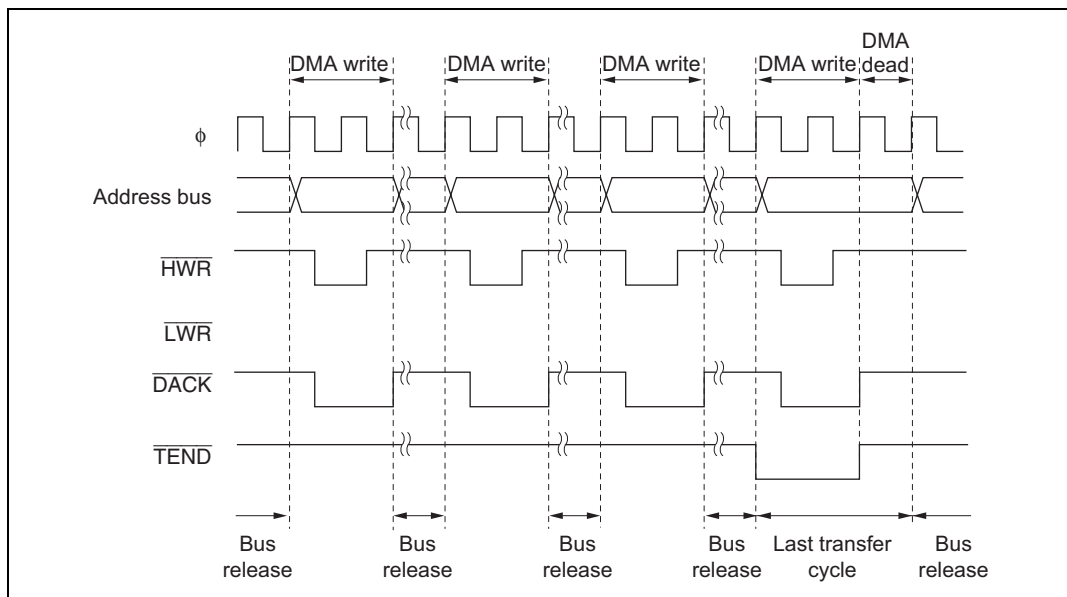 DMA
DMA write DMA write DMA write DMA write dead
ϕ
Address bus
HWR
LWR
DACK
TEND
Bus Bus Bus Bus Last transfer Bus
release release release release cycle release